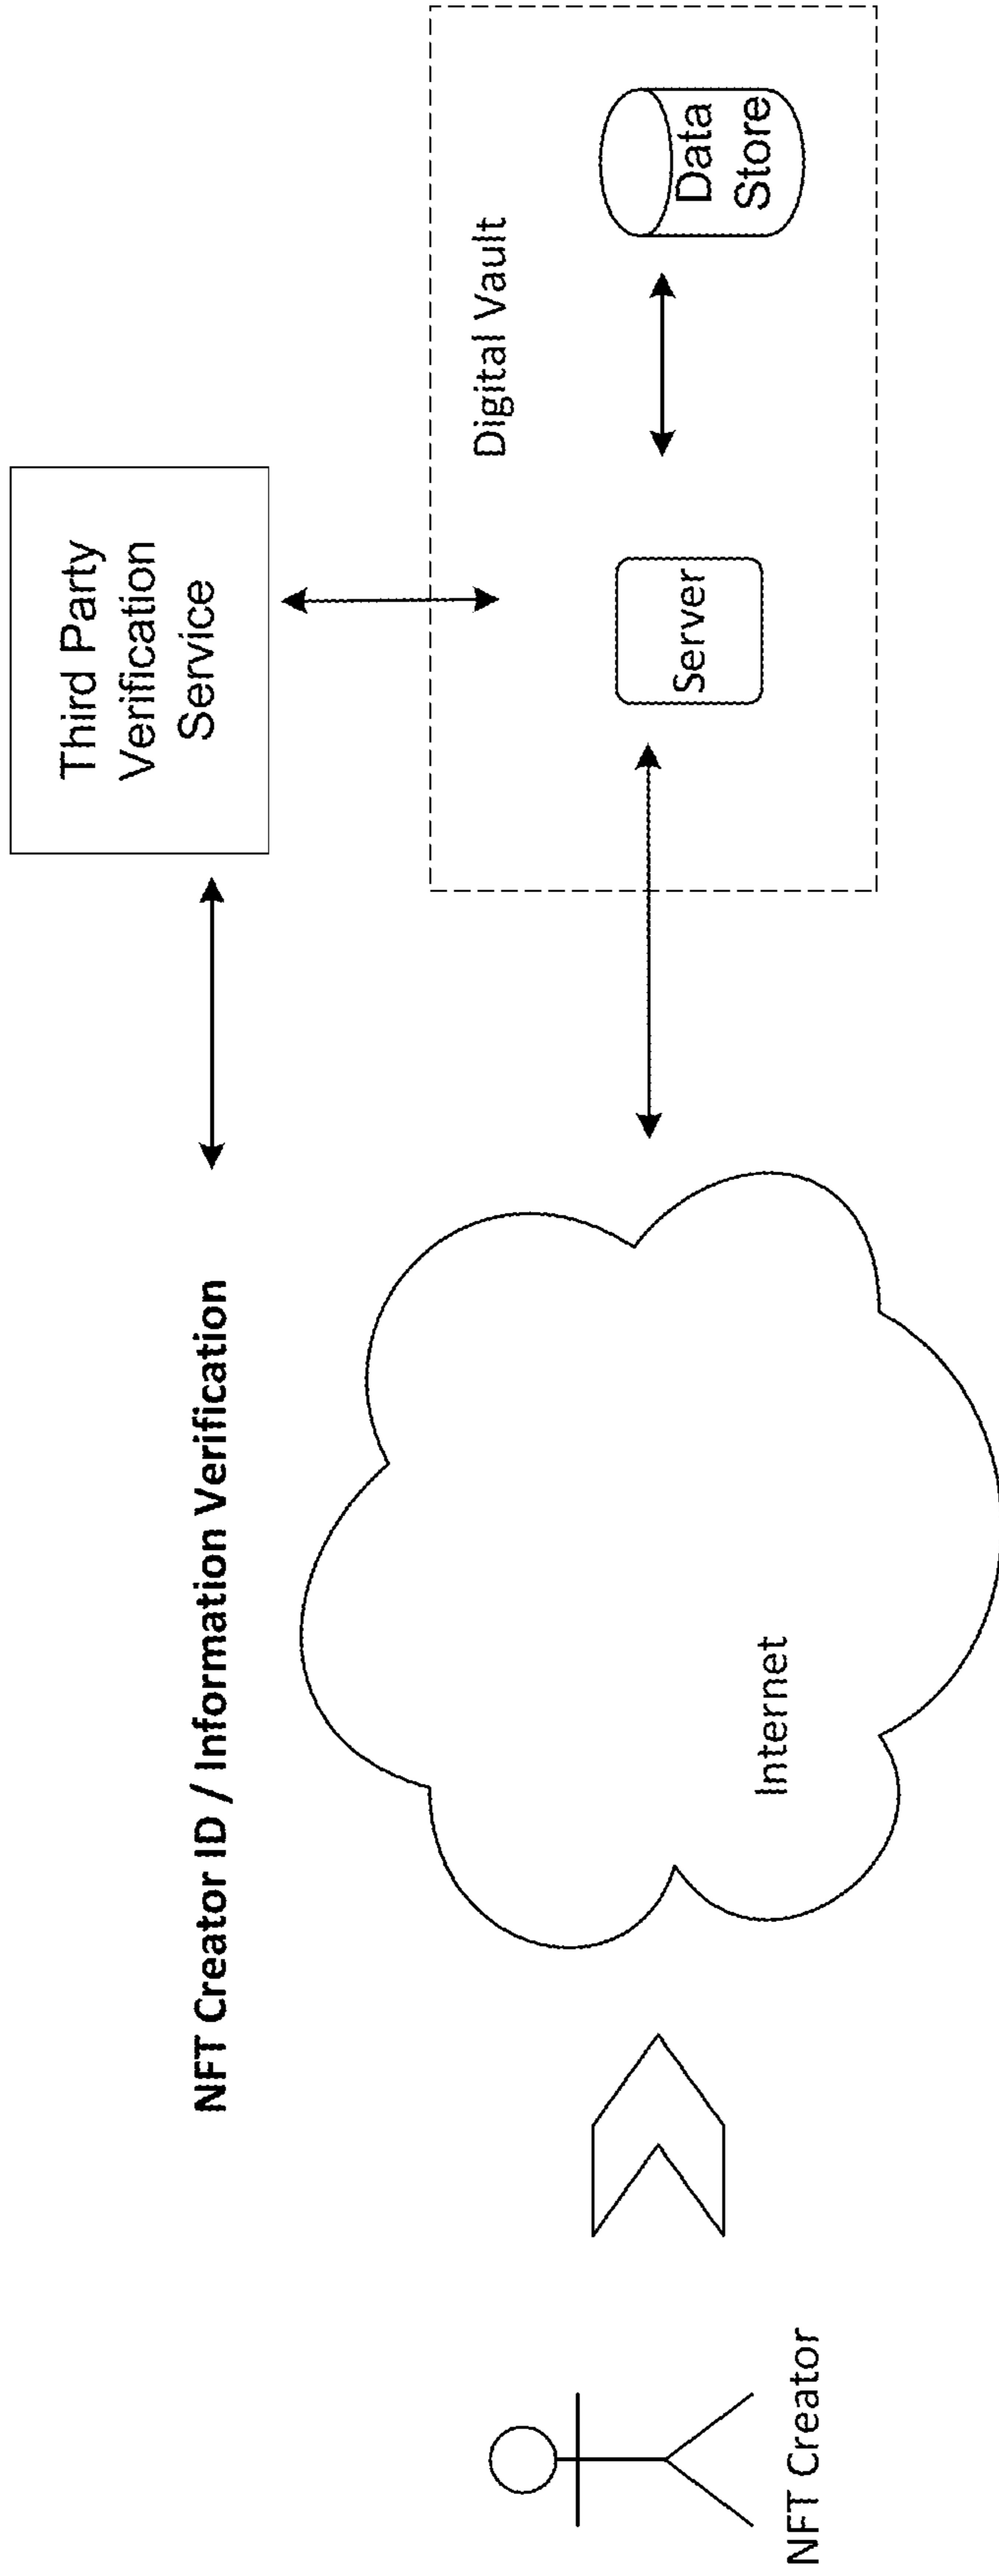 Third Party
Verification
Service
NFT Creator ID / Information Verification
Digital Vault
Data
Store
Server
Internet
NFT Creator